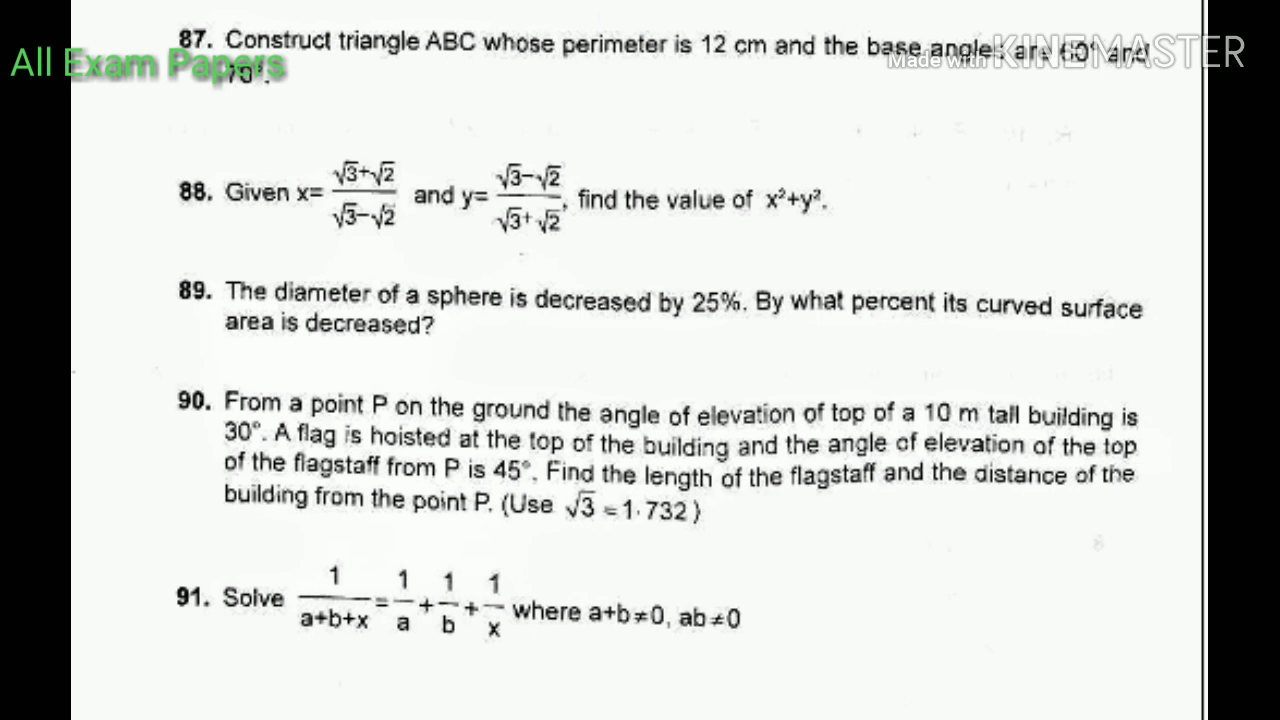 87. Construct triangle ABC whose perimeter is 12 cm and the base angles are 60° and
All Exam Papers
Made with KINEMASTER
70°.
88. Given x= √3+√2 / √3−√2 and y= √3−√2 / √3+√2, find the value of x²+y².
89. The diameter of a sphere is decreased by 25%. By what percent its curved surface
area is decreased?
90. From a point P on the ground the angle of elevation of top of a 10 m tall building is
30°. A flag is hoisted at the top of the building and the angle of elevation of the top
of the flagstaff from P is 45°. Find the length of the flagstaff and the distance of the
building from the point P. (Use √3 = 1·732)
91. Solve 1/a+b+x = 1/a + 1/b + 1/x where a+b≠0, ab≠0